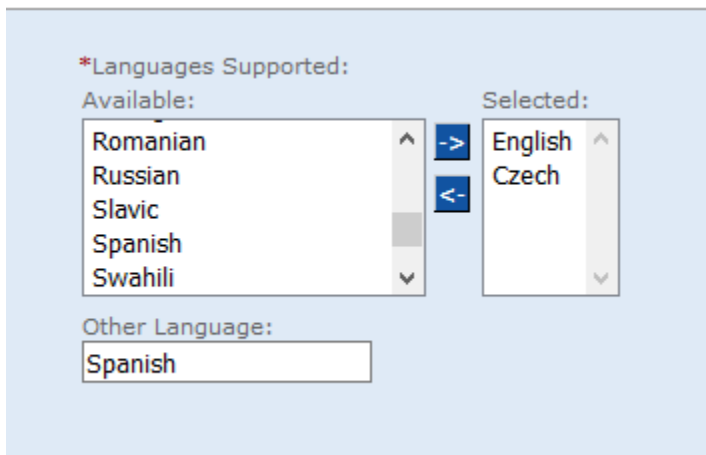 *Languages Supported:
Available:
Selected:
Romanian
Russian
Slavic
Spanish
Swahili
->
<-
English
Czech
Other Language:
Spanish